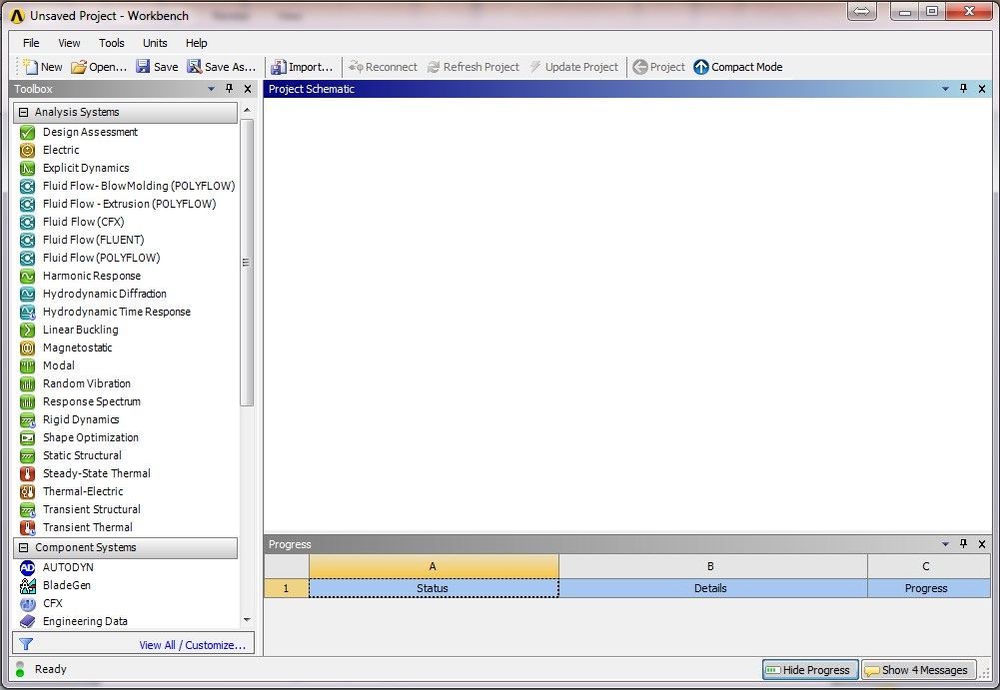 Unsaved Project - Workbench
File View Tools Units Help
New Open... Save Save As... Import... Reconnect Refresh Project Update Project Project Compact Mode
Toolbox
Analysis Systems
Design Assessment
Electric
Explicit Dynamics
Fluid Flow- BlowMolding (POLYFLOW)
Fluid Flow - Extrusion (POLYFLOW)
Fluid Flow (CFX)
Fluid Flow (FLUENT)
Fluid Flow (POLYFLOW)
Harmonic Response
Hydrodynamic Diffraction
Hydrodynamic Time Response
Linear Buckling
Magnetostatic
Modal
Random Vibration
Response Spectrum
Rigid Dynamics
Shape Optimization
Static Structural
Steady-State Thermal
Thermal-Electric
Transient Structural
Transient Thermal
Component Systems
AUTODYN
BladeGen
CFX
Engineering Data
View All / Customize...
Project Schematic
Progress
A B C
1 Status Details Progress
Ready
Hide Progress Show 4 Messages